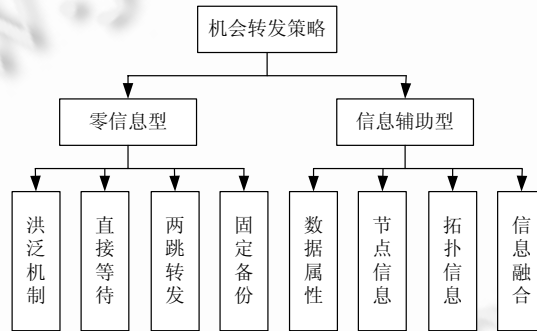 机会转发策略
零信息型
信息辅助型
洪泛机制
直接等待
两跳转发
固定备份
数据属性
节点信息
拓扑信息
信息融合